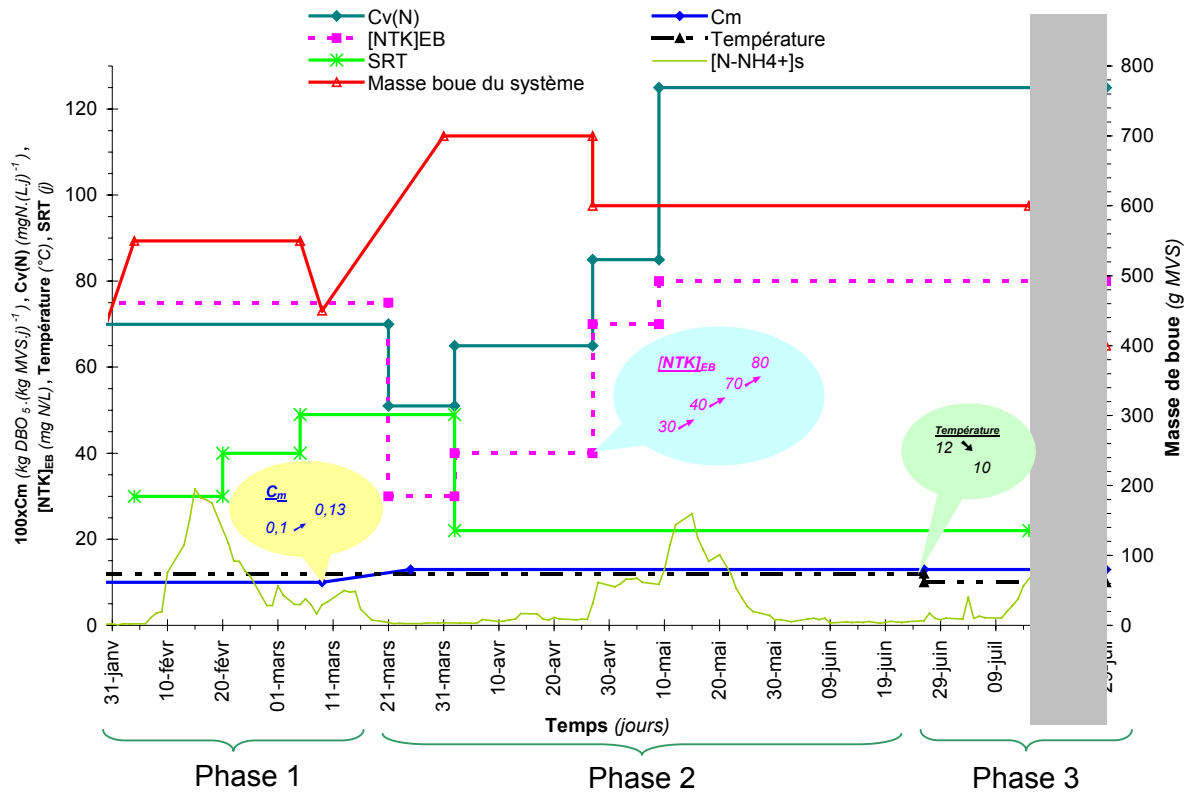 Cv(N)
Cm
[NTK]EB
Température
SRT
[N-NH4+]s
Masse boue du système
100xCm (kg DBO5.(kg MVS.j)-1), Cv(N) (mgN.(L.j)-1),
[NTK]EB (mg N/L), Température (°C), SRT (j)
120
100
80
60
40
20
0
800
700
600
500
400
300
200
100
0
Masse de boue (g MVS)
[NTK]EB
80
70
40
30
Température
12
10
Cm
0,13
0,1
31-janv
10-févr
20-févr
01-mars
11-mars
21-mars
31-mars
10-avr
20-avr
30-avr
10-mai
20-mai
30-mai
09-juin
19-juin
29-juin
09-juil
Temps (jours)
Phase 1
Phase 2
Phase 3